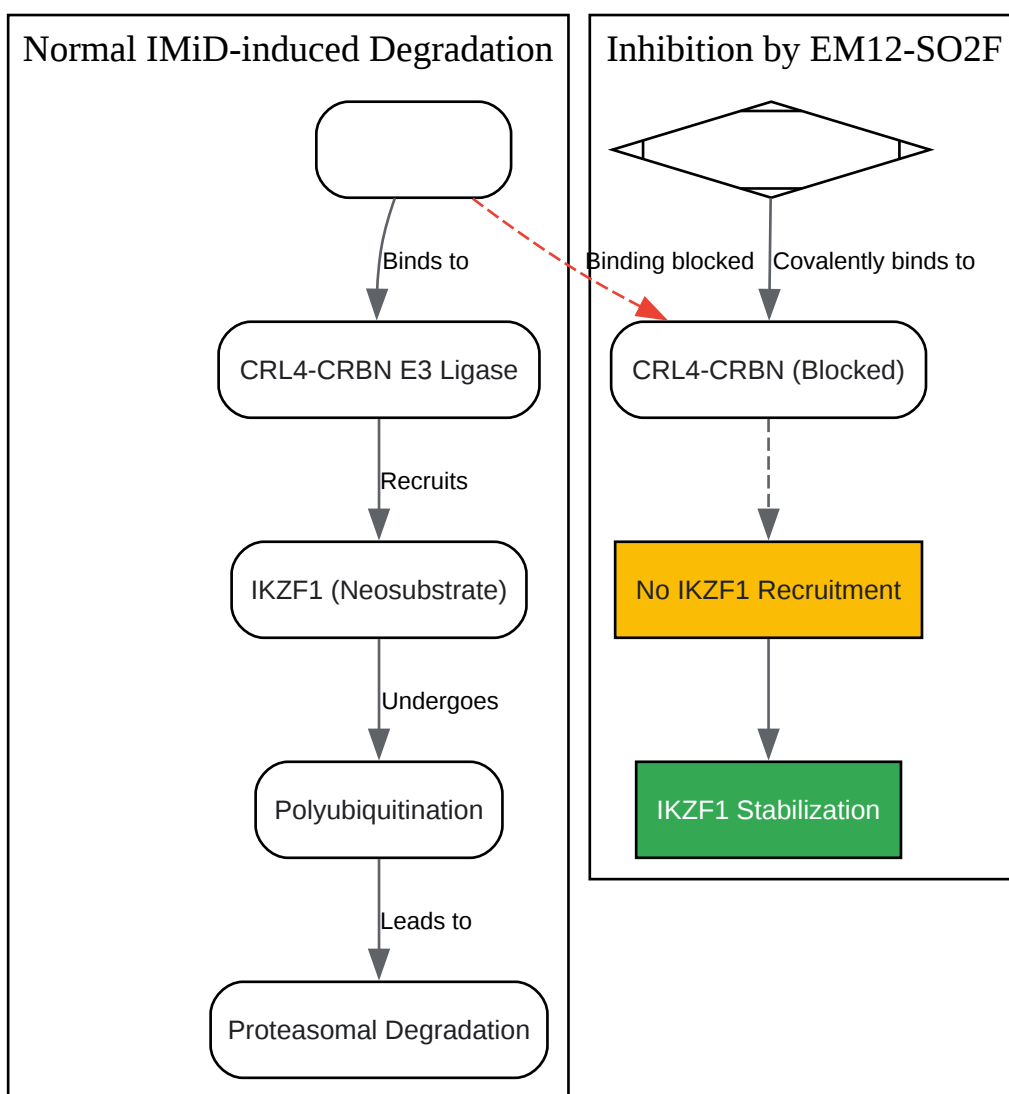 Normal IMiD-induced Degradation
Inhibition by EM12-SO2F
Binds to
Binding blocked
Covalently binds to
CRL4-CRBN E3 Ligase
CRL4-CRBN (Blocked)
Recruits
IKZF1 (Neosubstrate)
No IKZF1 Recruitment
Undergoes
Polyubiquitination
IKZF1 Stabilization
Leads to
Proteasomal Degradation